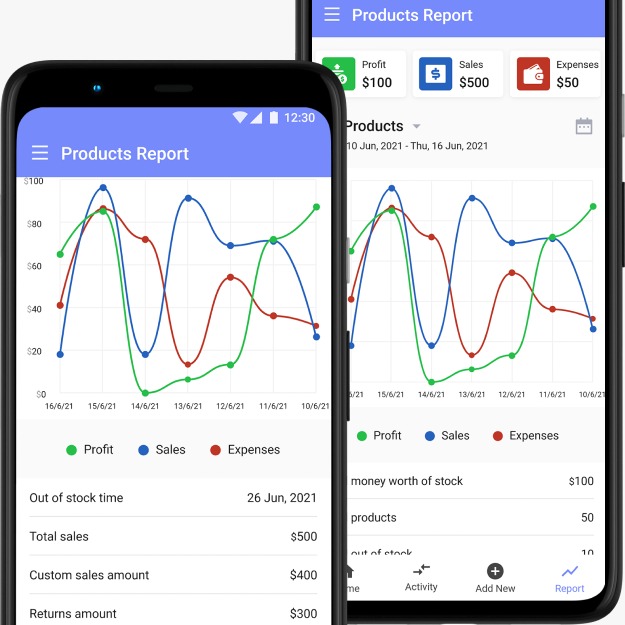 Products Report
Profit
$100
Sales
$500
Expenses
$50
Products
10 Jun, 2021 - Thu, 16 Jun, 2021
/6/21 15/6/21 14/6/21 13/6/21 12/6/21 11/6/21 10/6/21
Profit Sales Expenses
money worth of stock $100
products 50
out of stock 10
me Activity Add New Report
12:30
Products Report
$100
$80
$60
$40
$20
$0
16/6/21 15/6/21 14/6/21 13/6/21 12/6/21 11/6/21 10/6/21
Profit Sales Expenses
Out of stock time 26 Jun, 2021
Total sales $500
Custom sales amount $400
Returns amount $300